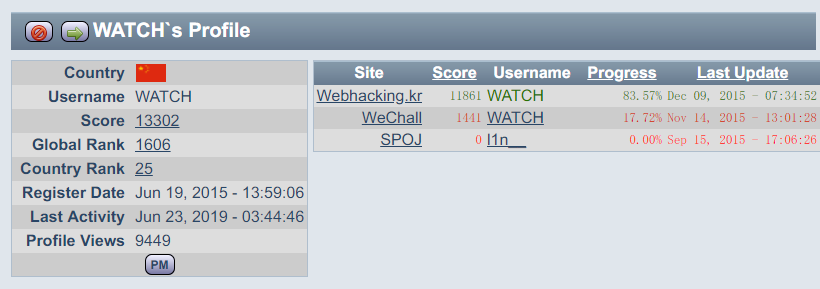 WATCH`s Profile
Country
Username WATCH
Score 13302
Global Rank 1606
Country Rank 25
Register Date Jun 19, 2015 - 13:59:06
Last Activity Jun 23, 2019 - 03:44:46
Profile Views 9449
PM
Site Score Username Progress Last Update
Webhacking.kr 11861 WATCH 83.57% Dec 09, 2015 - 07:34:52
WeChall 1441 WATCH 17.72% Nov 14, 2015 - 13:01:28
SPOJ 0 l1n__ 0.00% Sep 15, 2015 - 17:06:26